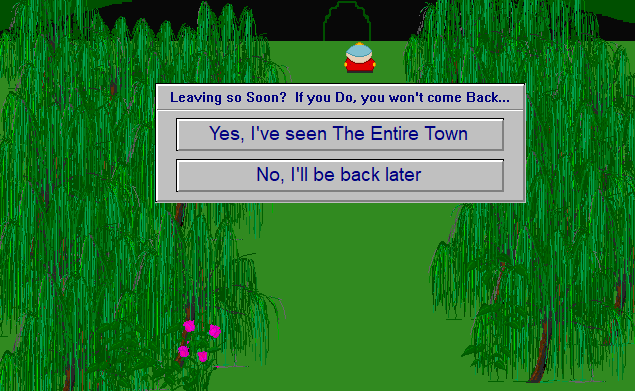 Leaving so Soon?  If you Do, you won't come Back...
Yes, I've seen The Entire Town
No, I'll be back later